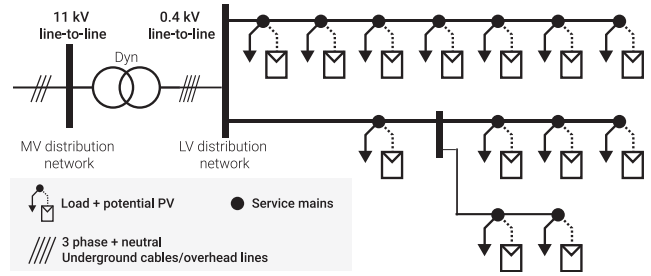 11 kV
line-to-line
0.4 kV
line-to-line
Dyn
MV distribution
network
LV distribution
network
Load + potential PV
Service mains
3 phase + neutral
Underground cables/overhead lines